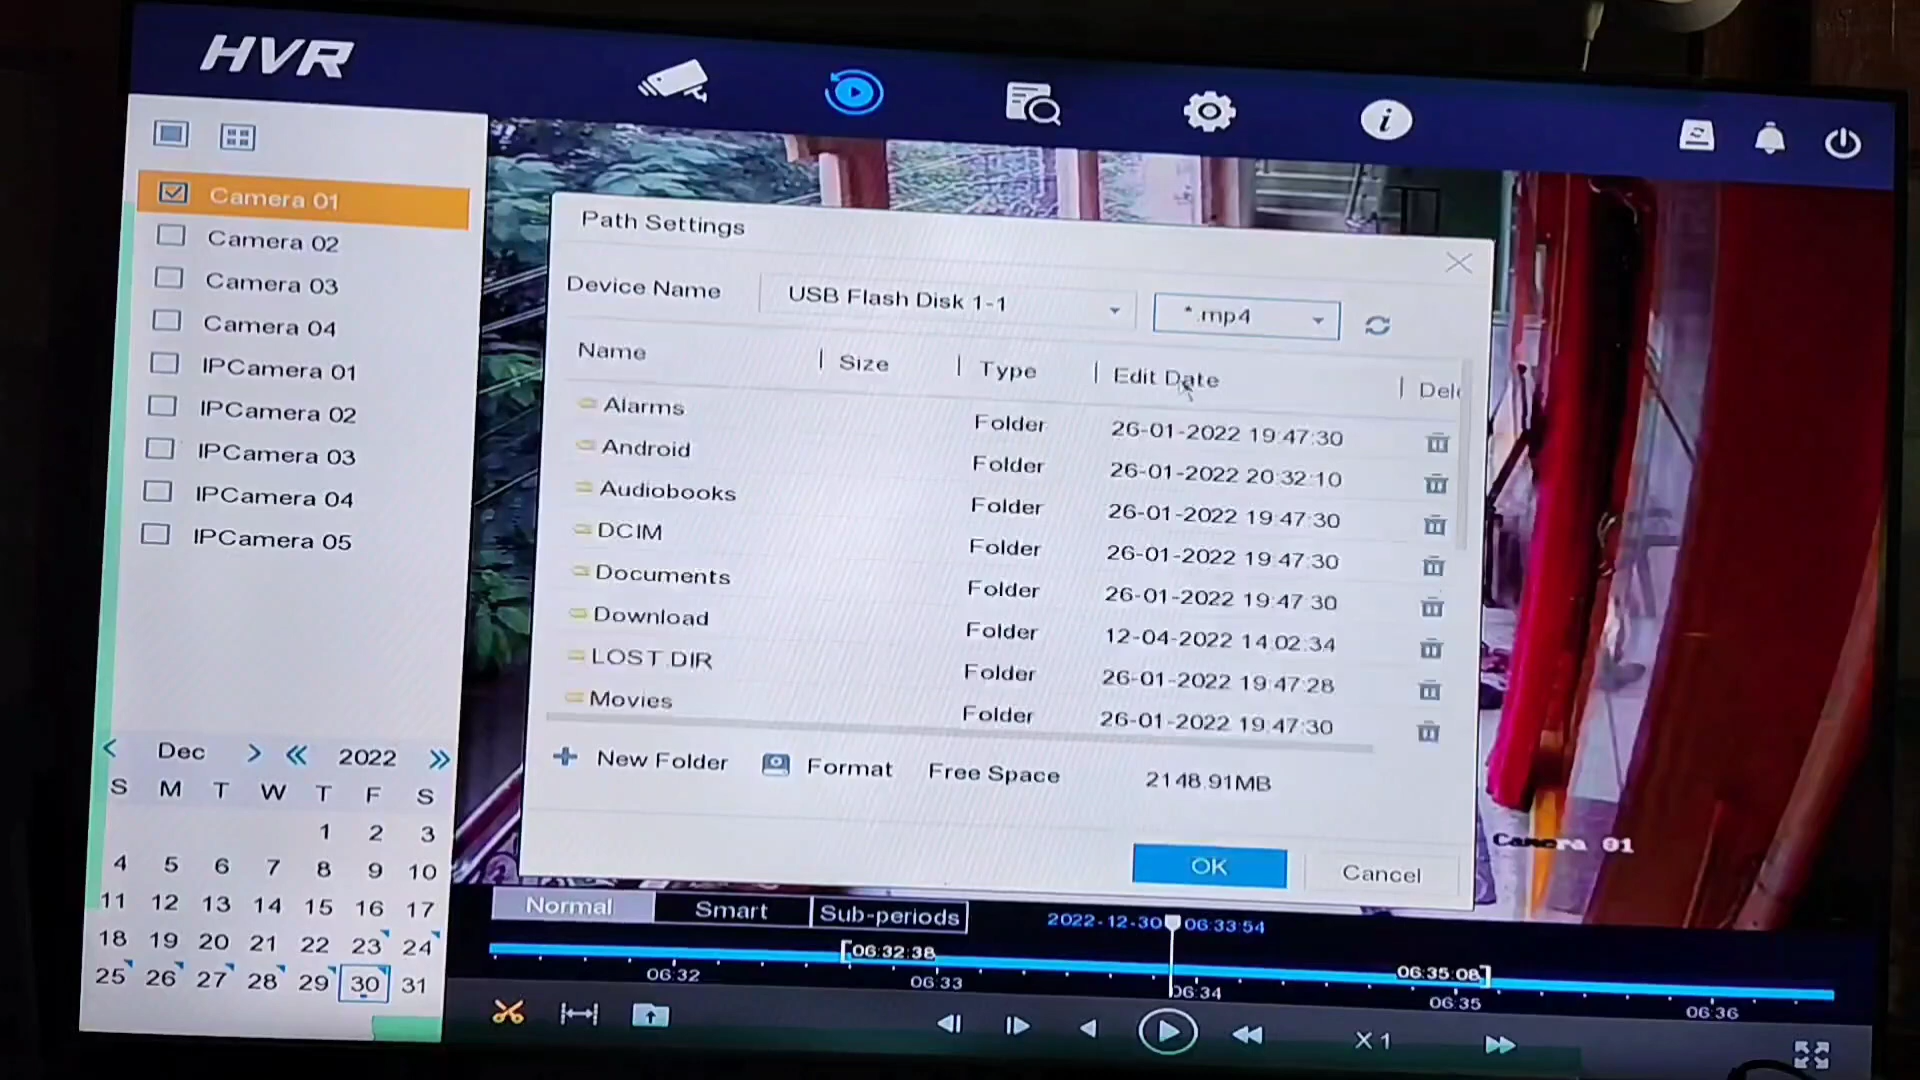 HVR
Camera 01
Camera 02
Camera 03
Camera 04
IPCamera 01
IPCamera 02
IPCamera 03
IPCamera 04
IPCamera 05
< Dec > « 2022 »
S M T W T F S
1 2 3
4 5 6 7 8 9 10
11 12 13 14 15 16 17
18 19 20 21 22 23 24
25 26 27 28 29 30 31
Path Settings
Device Name USB Flash Disk 1-1 *.mp4
Name Size Type Edit Date Dele
Alarms Folder 26-01-2022 19:47:30
Android Folder 26-01-2022 20:32:10
Audiobooks Folder 26-01-2022 19:47:30
DCIM Folder 26-01-2022 19:47:30
Documents Folder 26-01-2022 19:47:30
Download Folder 12-04-2022 14:02:34
LOST.DIR Folder 26-01-2022 19:47:28
Movies Folder 26-01-2022 19:47:30
New Folder Format Free Space 2148.91MB
OK Cancel
Camera 01
Normal Smart Sub-periods 2022-12-30 06:33:54
[06:32:38 06:35:08]
06:32 06:33 06:34 06:35 06:36
X 1